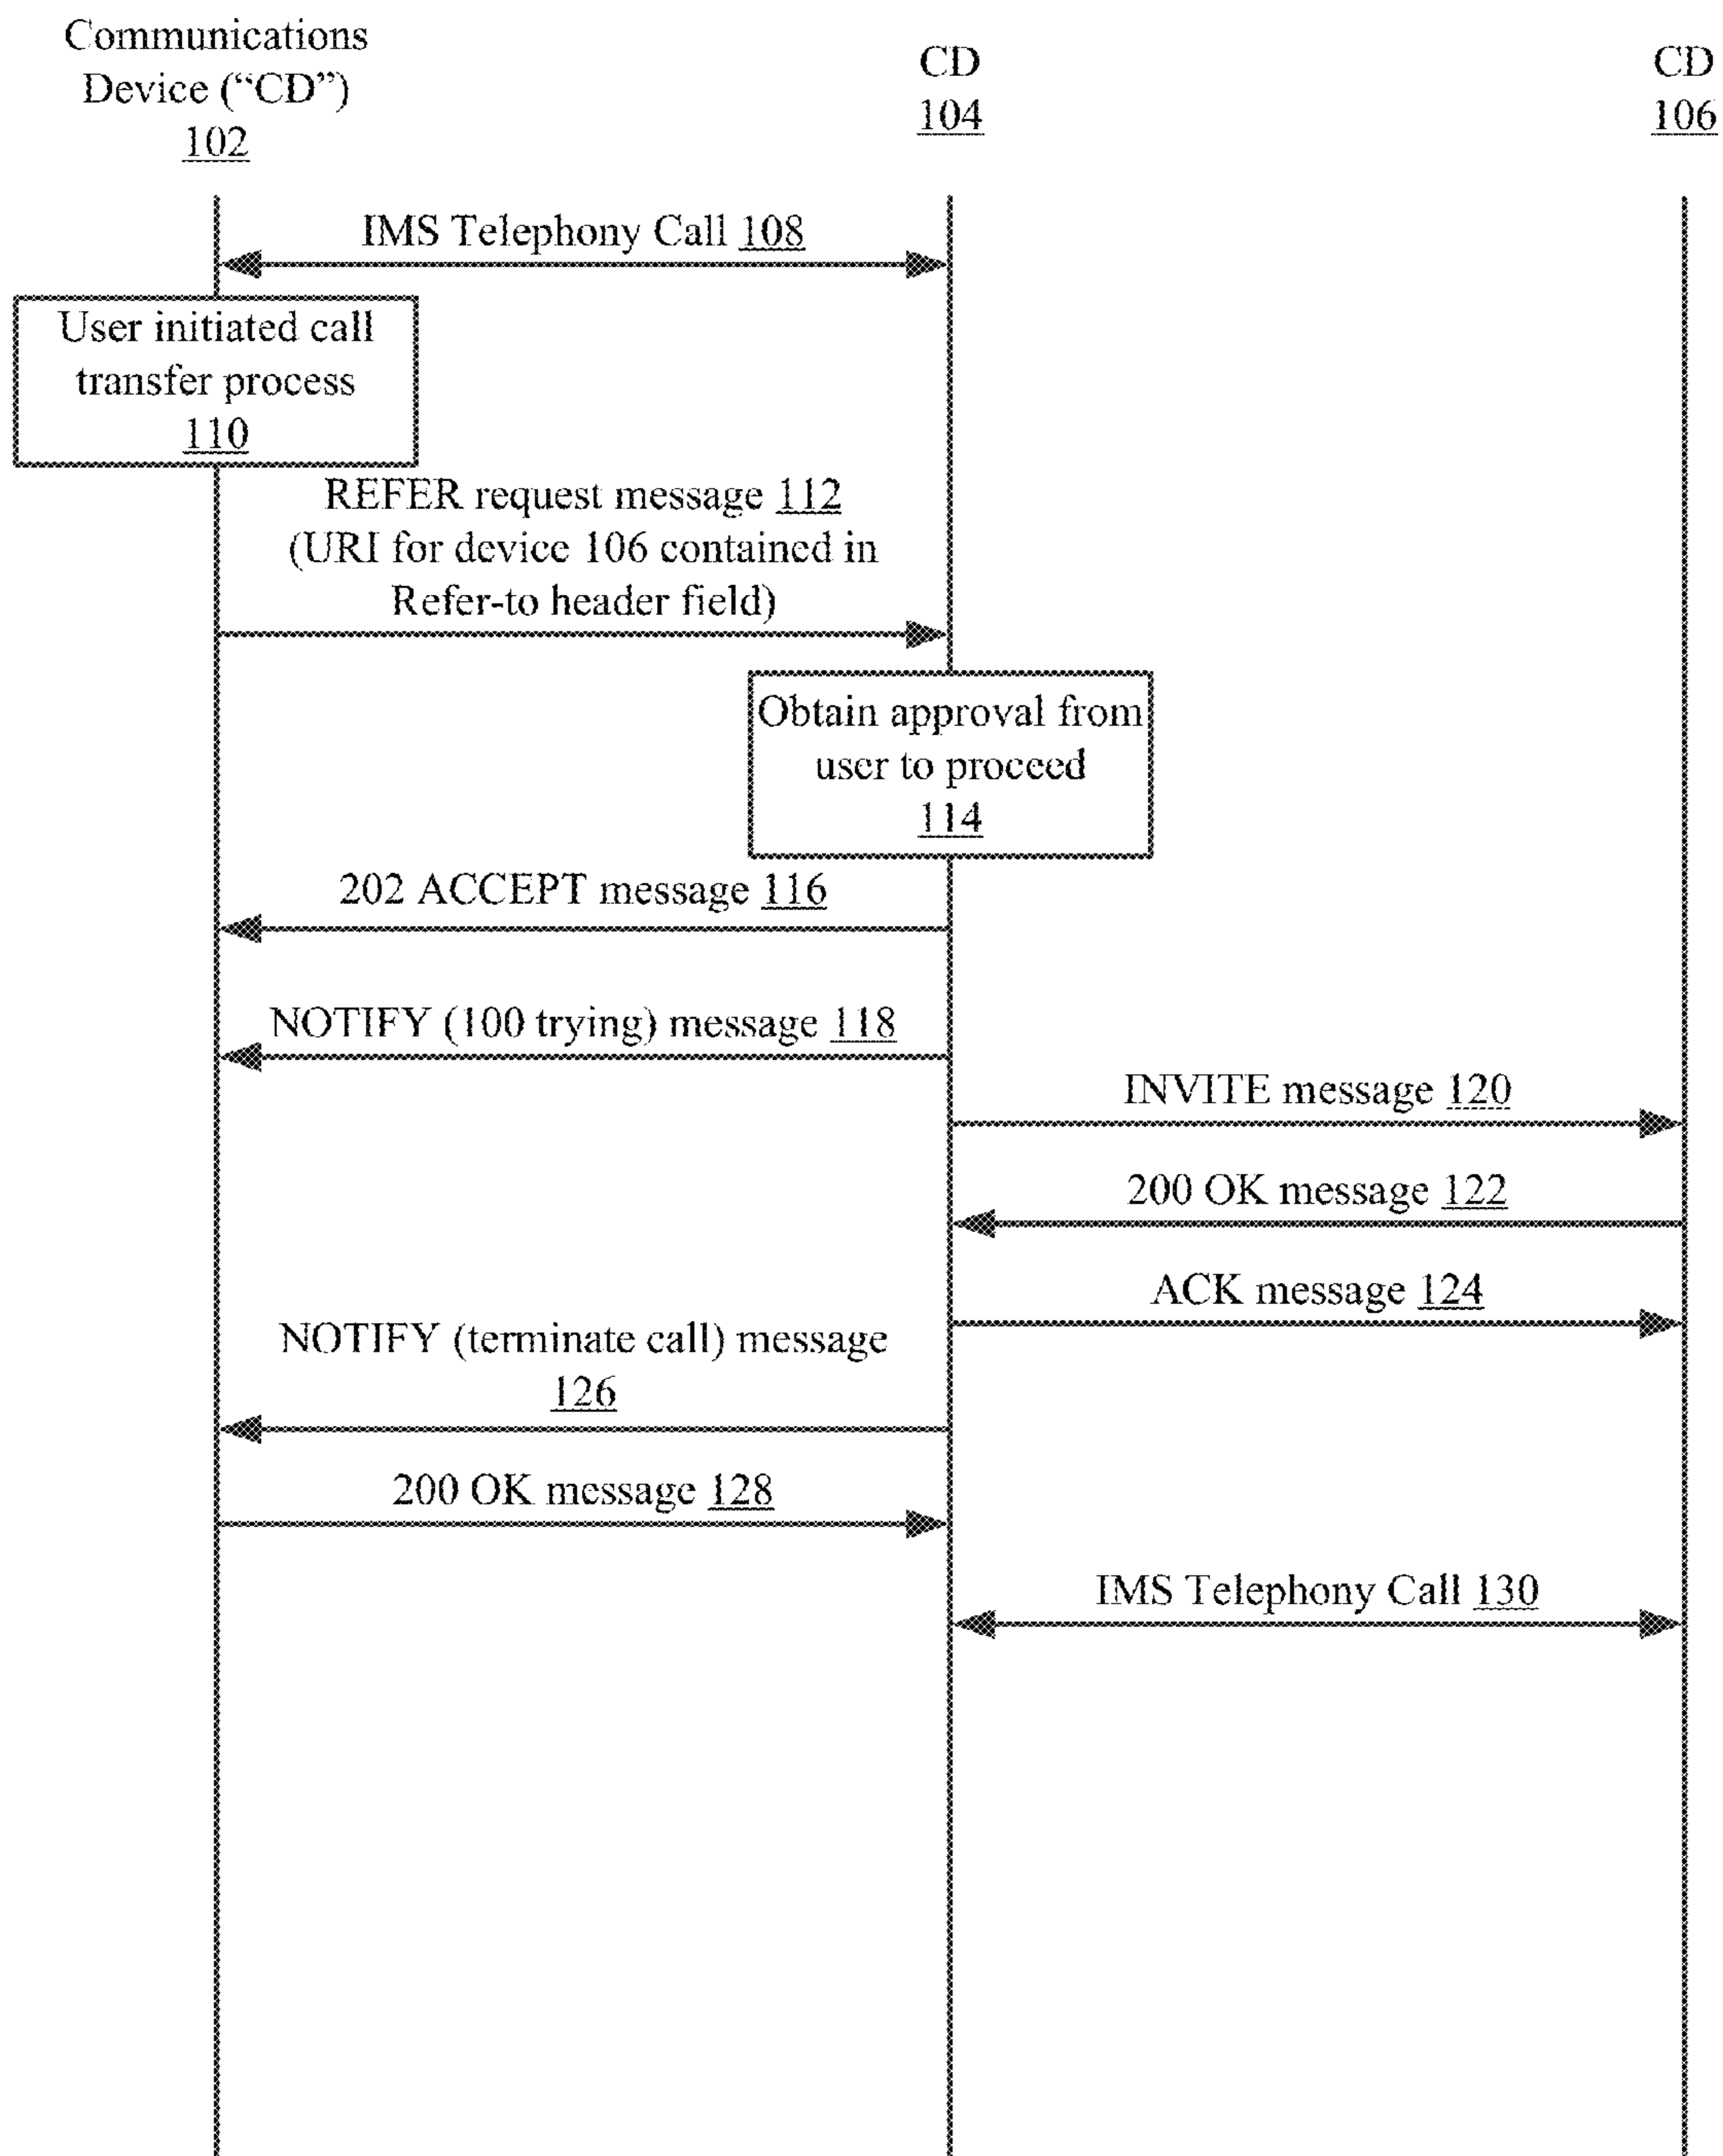 Communications
Device (“CD”)
102
CD
104
CD
106
IMS Telephony Call 108
User initiated call
transfer process
110
REFER request message 112
(URI for device 106 contained in
Refer-to header field)
Obtain approval from
user to proceed
114
202 ACCEPT message 116
NOTIFY (100 trying) message 118
INVITE message 120
200 OK message 122
ACK message 124
NOTIFY (terminate call) message
126
200 OK message 128
IMS Telephony Call 130